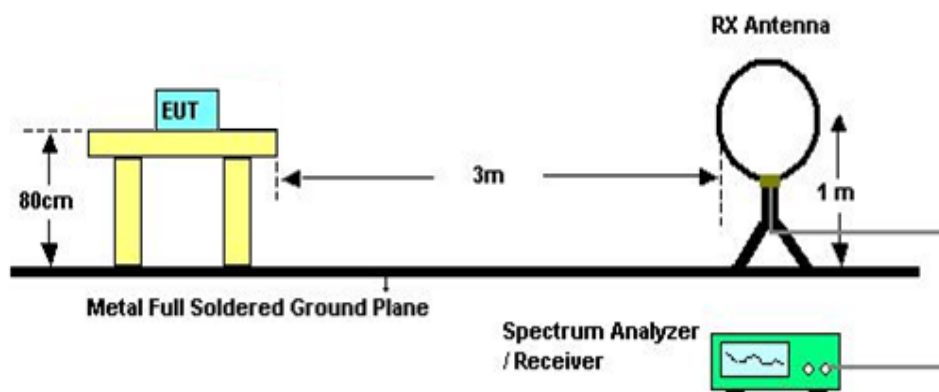 RX Antenna
EUT
80cm
3m
1 m
Metal Full Soldered Ground Plane
Spectrum Analyzer
/ Receiver